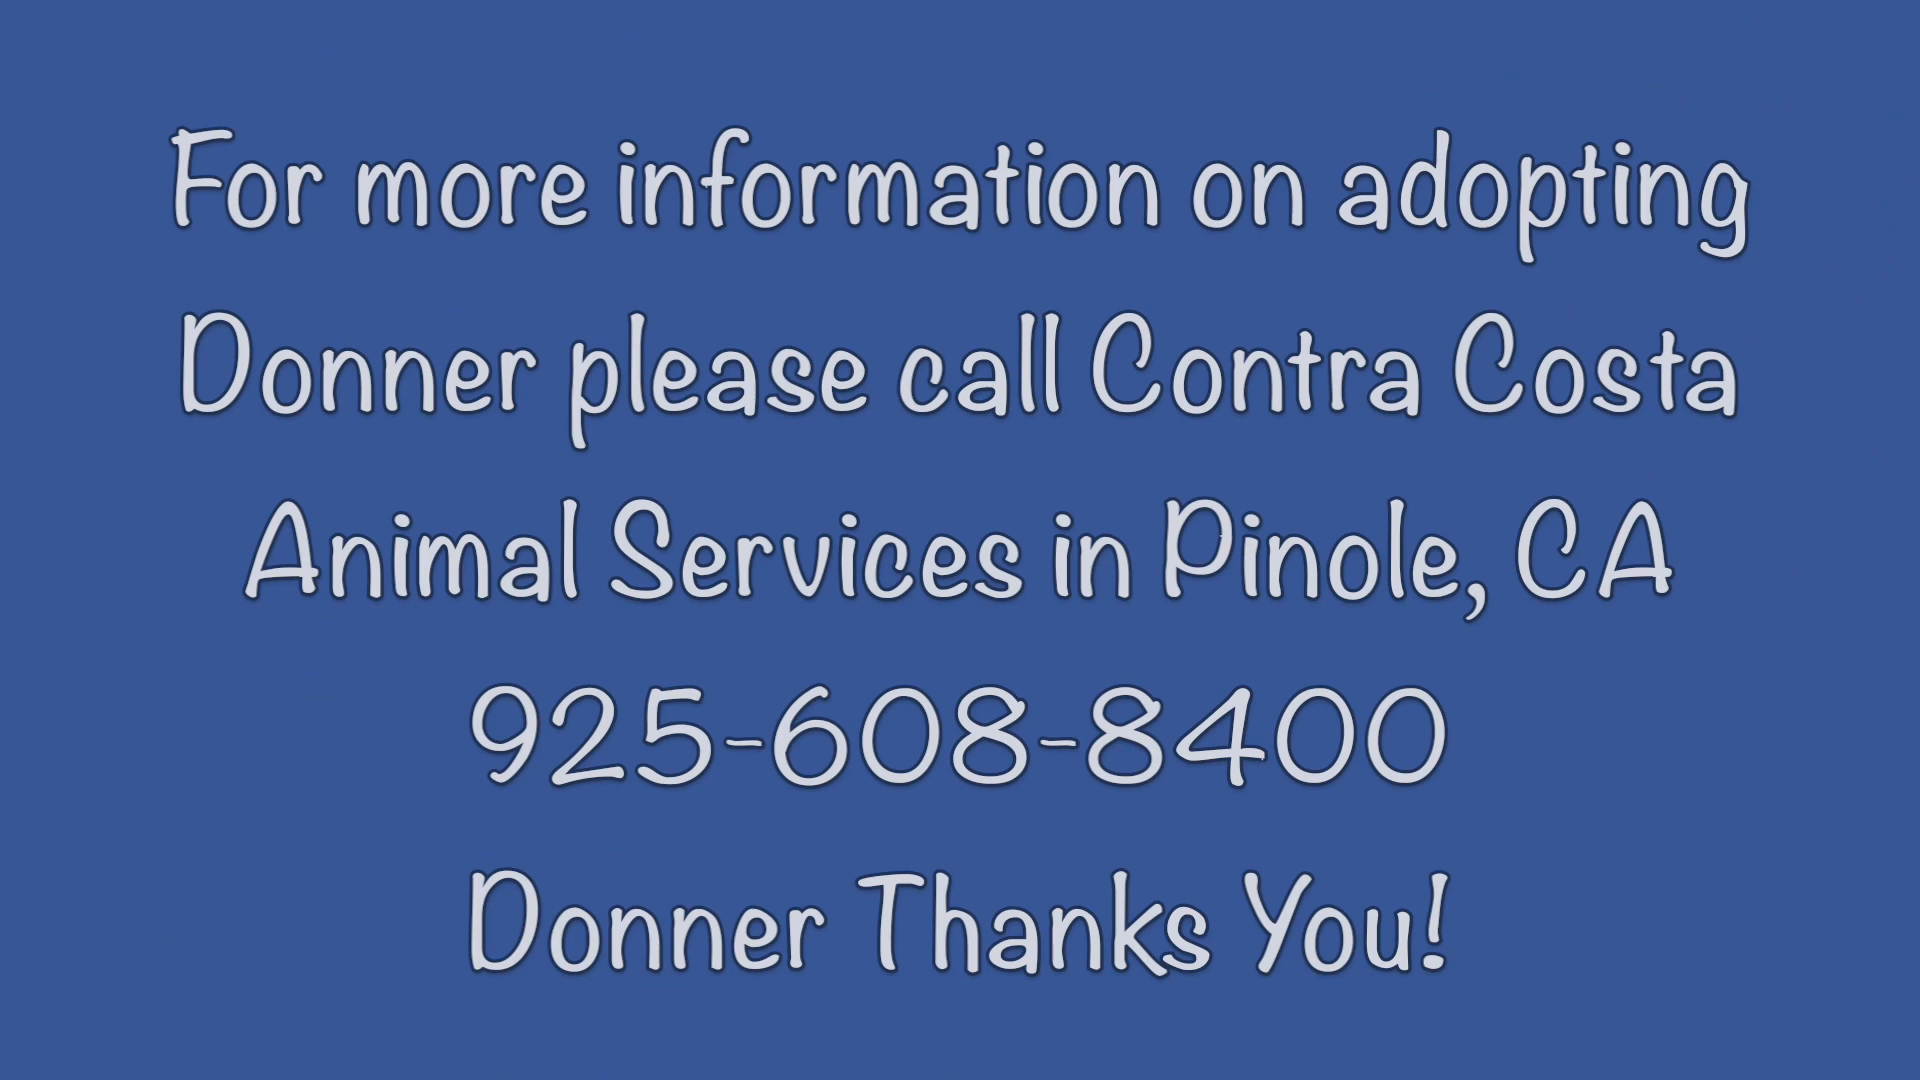 For more information on adopting
Donner please call Contra Costa
Animal Services in Pinole, CA
925-608-8400
Donner Thanks You!